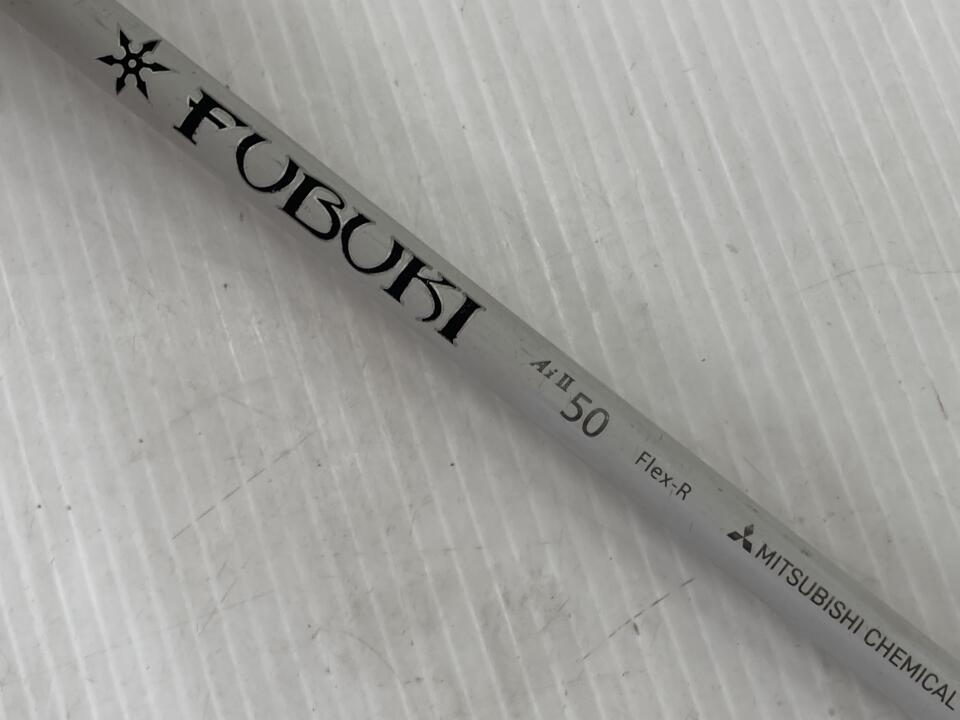 FUBUKI
Ai II 50
Flex-R
MITSUBISHI CHEMICAL